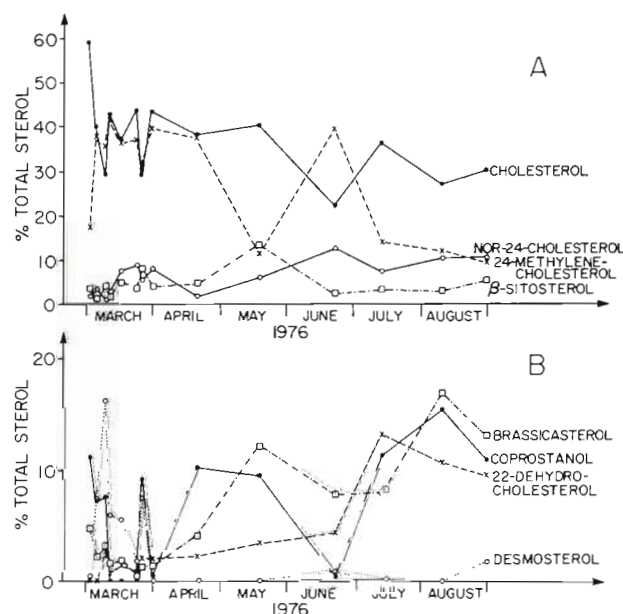 A
% TOTAL STEROL
60
50
40
30
20
10
0
CHOLESTEROL
NOR-24-CHOLESTEROL
24-METHYLENE-
CHOLESTEROL
β-SITOSTEROL
MARCH APRIL MAY JUNE JULY AUGUST
1976
B
% TOTAL STEROL
20
10
0
BRASSICASTEROL
COPROSTANOL
22-DEHYDRO-
CHOLESTEROL
DESMOSTEROL
MARCH APRIL MAY JUNE JULY AUGUST
1976